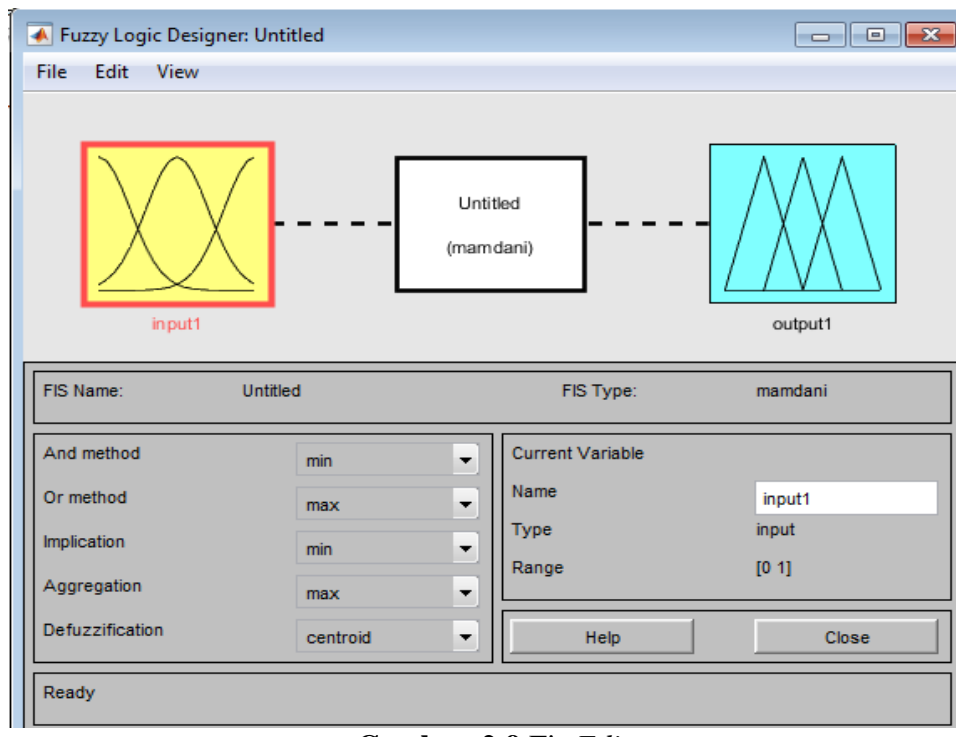 Fuzzy Logic Designer: Untitled
File Edit View
Untitled
(mamdani)
input1
output1
FIS Name: Untitled FIS Type: mamdani
And method min
Or method max
Implication min
Aggregation max
Defuzzification centroid
Current Variable
Name input1
Type input
Range [0 1]
Help Close
Ready